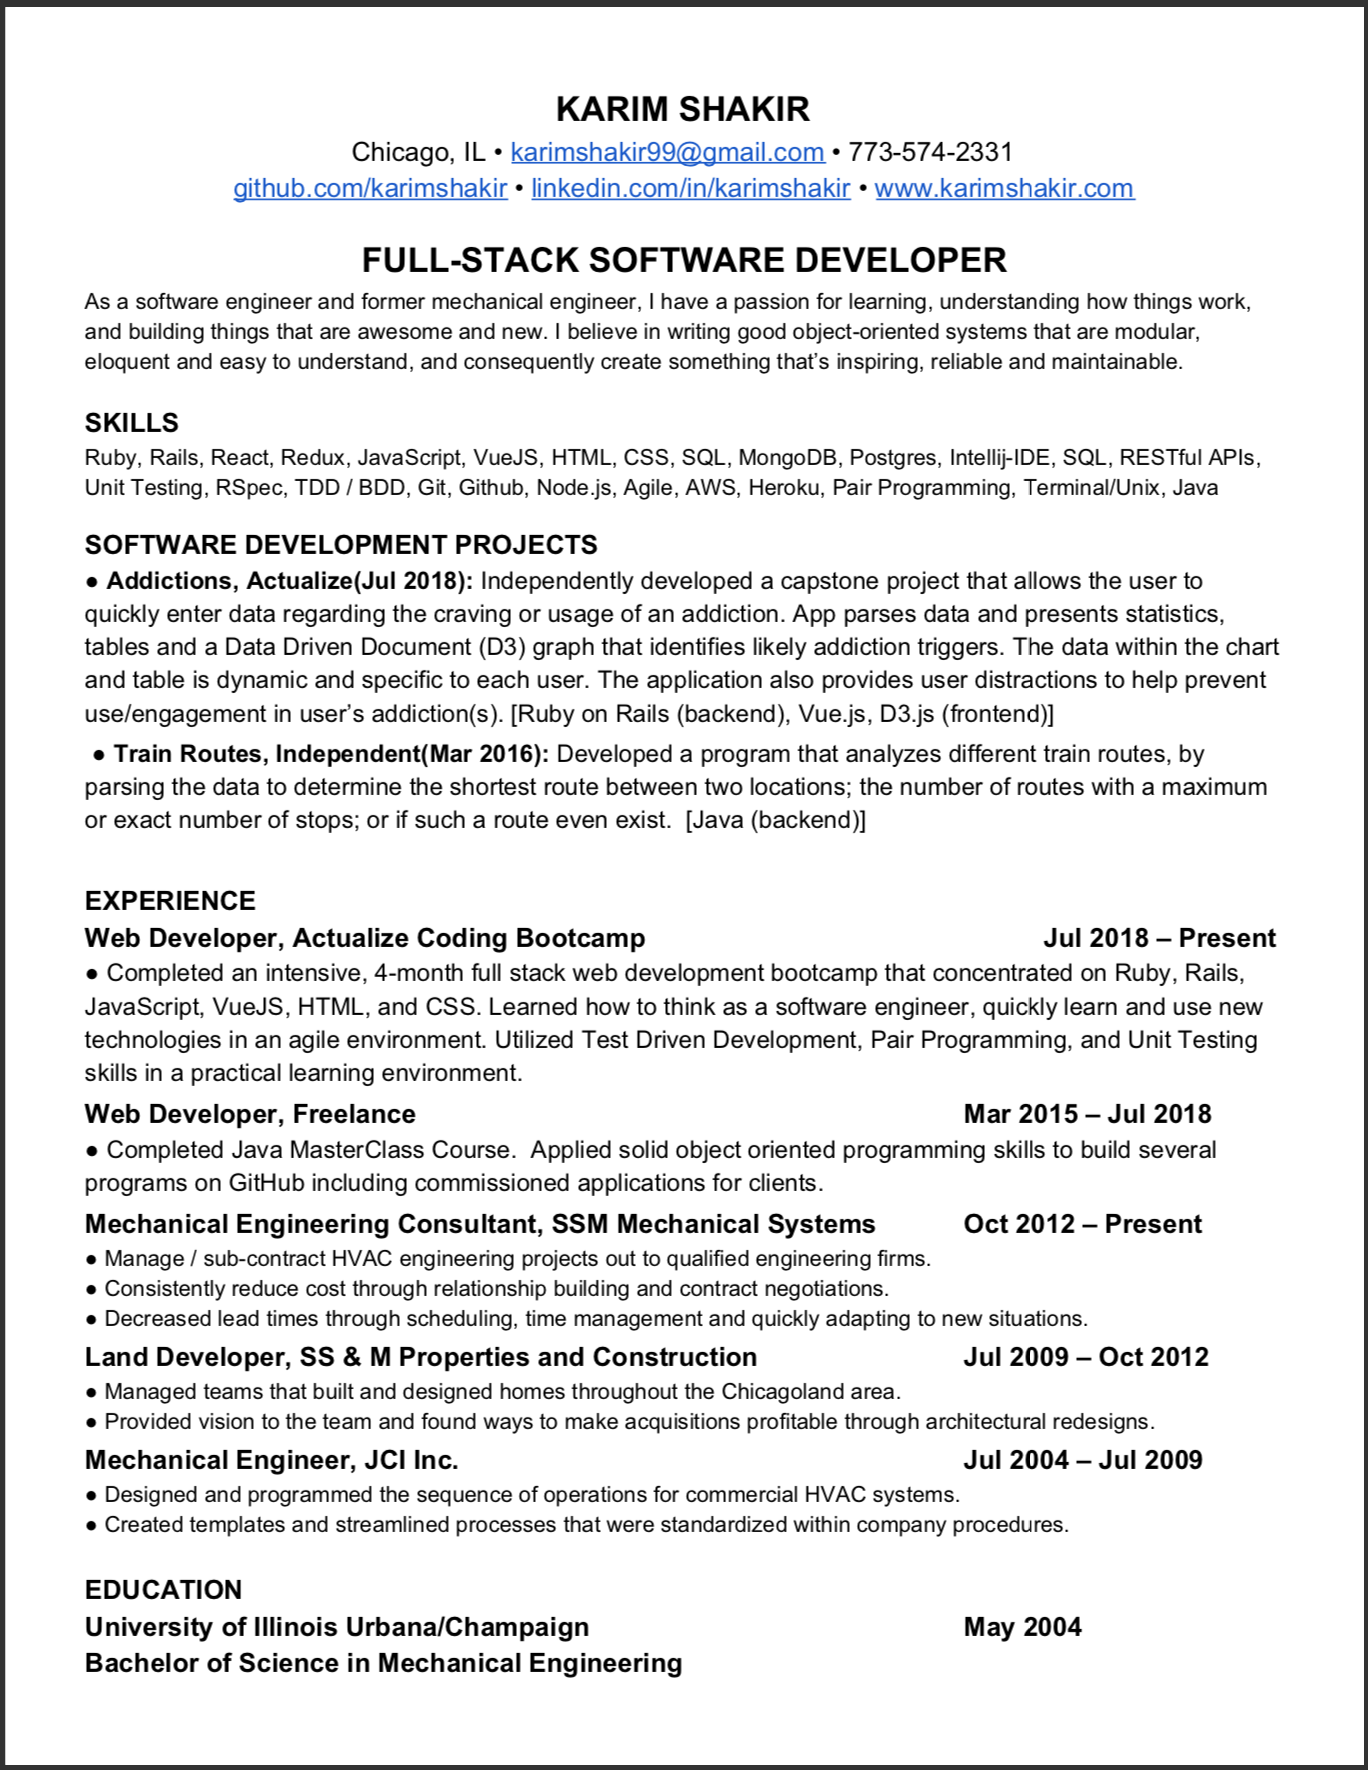 KARIM SHAKIR
Chicago, IL • karimshakir99@gmail.com • 773-574-2331
github.com/karimshakir • linkedin.com/in/karimshakir • www.karimshakir.com
FULL-STACK SOFTWARE DEVELOPER
As a software engineer and former mechanical engineer, I have a passion for learning, understanding how things work,
and building things that are awesome and new. I believe in writing good object-oriented systems that are modular,
eloquent and easy to understand, and consequently create something that’s inspiring, reliable and maintainable.
SKILLS
Ruby, Rails, React, Redux, JavaScript, VueJS, HTML, CSS, SQL, MongoDB, Postgres, Intellij-IDE, SQL, RESTful APIs,
Unit Testing, RSpec, TDD / BDD, Git, Github, Node.js, Agile, AWS, Heroku, Pair Programming, Terminal/Unix, Java
SOFTWARE DEVELOPMENT PROJECTS
● Addictions, Actualize(Jul 2018): Independently developed a capstone project that allows the user to
quickly enter data regarding the craving or usage of an addiction. App parses data and presents statistics,
tables and a Data Driven Document (D3) graph that identifies likely addiction triggers. The data within the chart
and table is dynamic and specific to each user. The application also provides user distractions to help prevent
use/engagement in user’s addiction(s). [Ruby on Rails (backend), Vue.js, D3.js (frontend)]
● Train Routes, Independent(Mar 2016): Developed a program that analyzes different train routes, by
parsing the data to determine the shortest route between two locations; the number of routes with a maximum
or exact number of stops; or if such a route even exist.  [Java (backend)]
EXPERIENCE
Web Developer, Actualize Coding Bootcamp Jul 2018 – Present
● Completed an intensive, 4-month full stack web development bootcamp that concentrated on Ruby, Rails,
JavaScript, VueJS, HTML, and CSS. Learned how to think as a software engineer, quickly learn and use new
technologies in an agile environment. Utilized Test Driven Development, Pair Programming, and Unit Testing
skills in a practical learning environment.
Web Developer, Freelance Mar 2015 – Jul 2018
● Completed Java MasterClass Course.  Applied solid object oriented programming skills to build several
programs on GitHub including commissioned applications for clients.
Mechanical Engineering Consultant, SSM Mechanical Systems Oct 2012 – Present
● Manage / sub-contract HVAC engineering projects out to qualified engineering firms.
● Consistently reduce cost through relationship building and contract negotiations.
● Decreased lead times through scheduling, time management and quickly adapting to new situations.
Land Developer, SS & M Properties and Construction Jul 2009 – Oct 2012
● Managed teams that built and designed homes throughout the Chicagoland area.
● Provided vision to the team and found ways to make acquisitions profitable through architectural redesigns.
Mechanical Engineer, JCI Inc. Jul 2004 – Jul 2009
● Designed and programmed the sequence of operations for commercial HVAC systems.
● Created templates and streamlined processes that were standardized within company procedures.
EDUCATION
University of Illinois Urbana/Champaign May 2004
Bachelor of Science in Mechanical Engineering